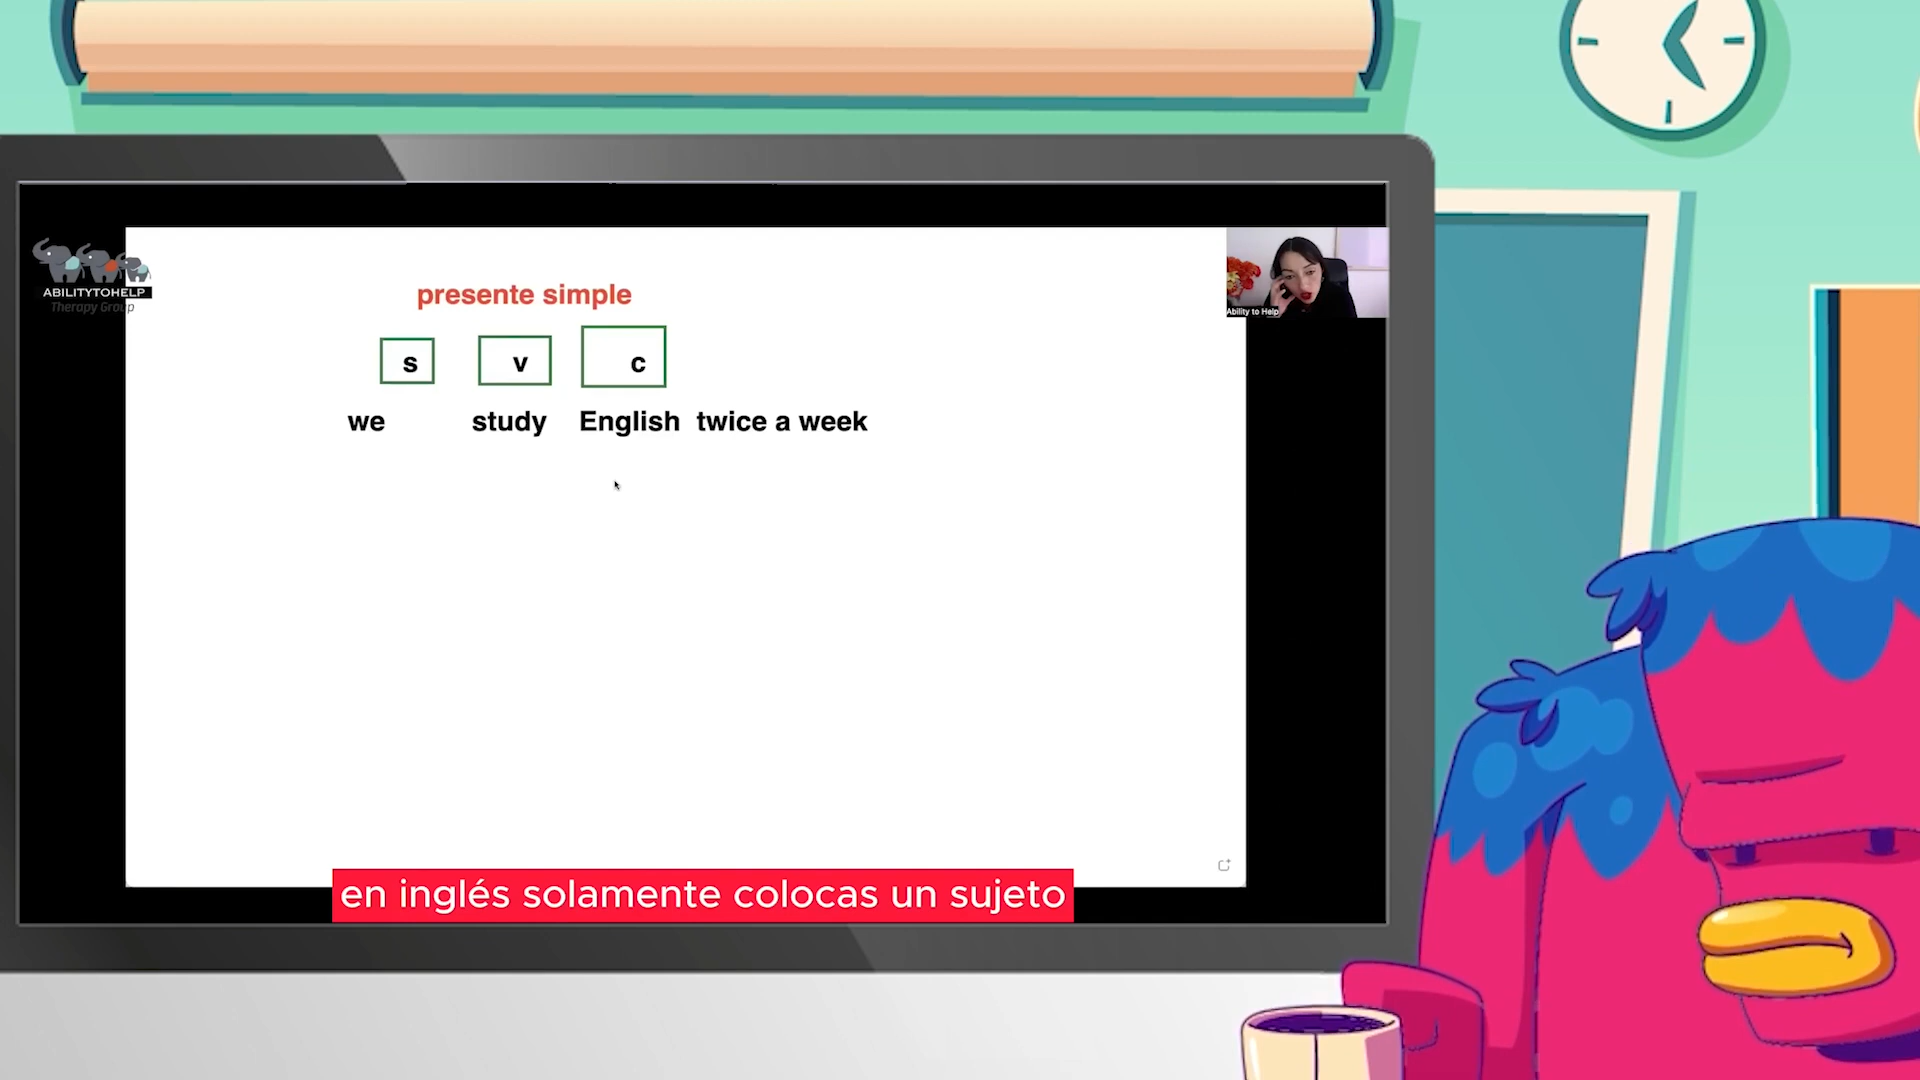 ABILITYTOHELP
Therapy Group
presente simple
s v c
we study English twice a week
Ability to Help
en inglés solamente colocas un sujeto